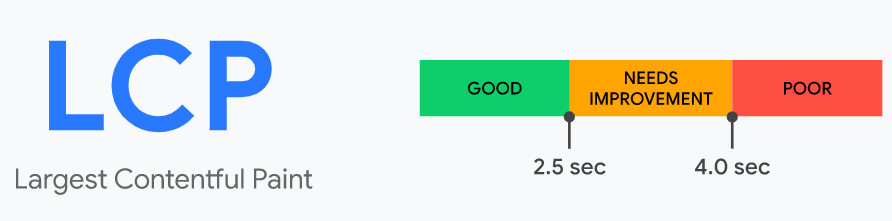 LCP
Largest Contentful Paint
GOOD
NEEDS
IMPROVEMENT
POOR
2.5 sec
4.0 sec